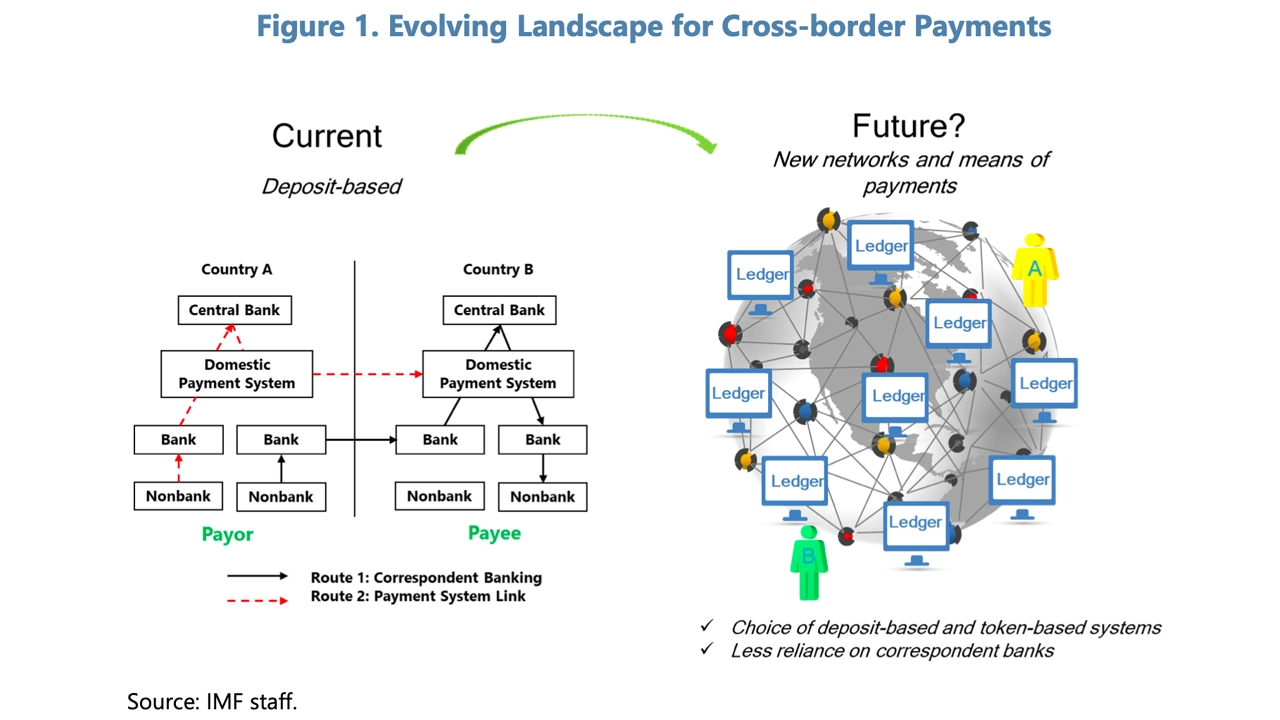 Figure 1. Evolving Landscape for Cross-border Payments
Current
Deposit-based
Country A
Country B
Central Bank
Central Bank
Domestic
Payment System
Domestic
Payment System
Bank
Bank
Bank
Bank
Nonbank
Nonbank
Nonbank
Nonbank
Payor
Payee
Route 1: Correspondent Banking
Route 2: Payment System Link
Future?
New networks and means of
payments
Ledger
Ledger
A
Ledger
Ledger
Ledger
Ledger
Ledger
Ledger
Ledger
B
✓ Choice of deposit-based and token-based systems
✓ Less reliance on correspondent banks
Source: IMF staff.